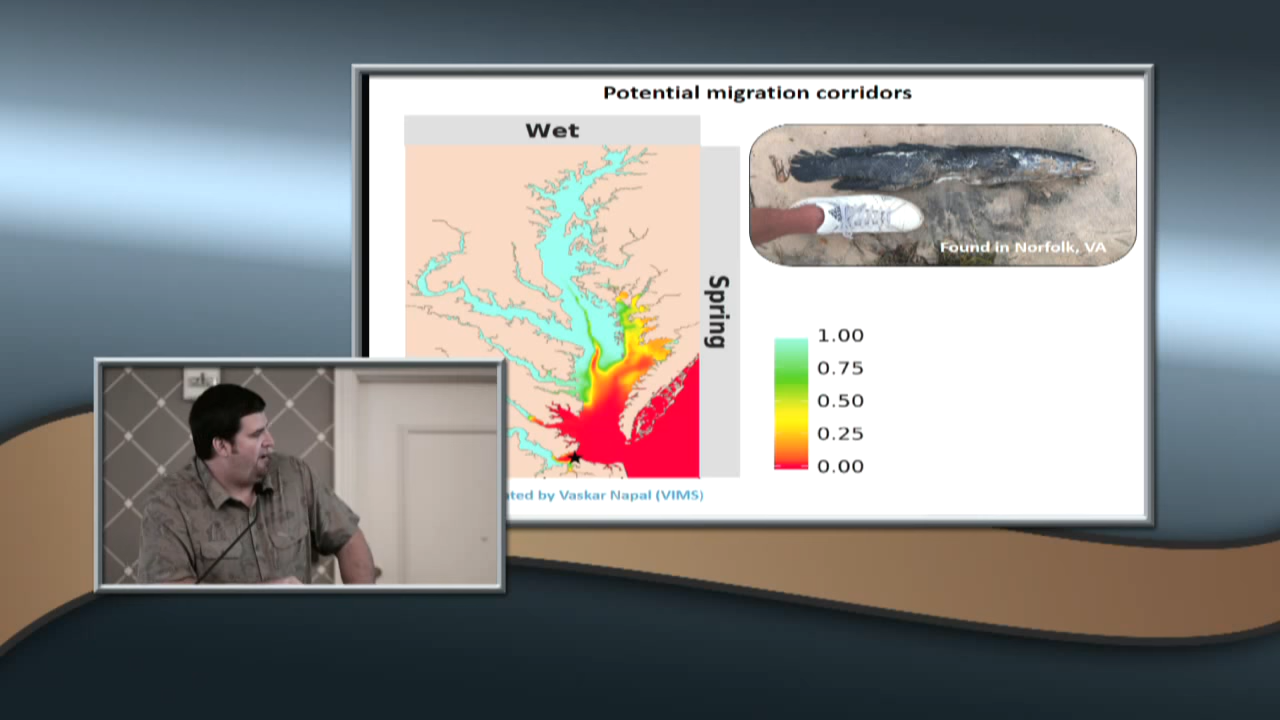 Potential migration corridors
Wet
Spring
Found in Norfolk, VA
1.00
0.75
0.50
0.25
0.00
by Vaskar Napal (VIMS)